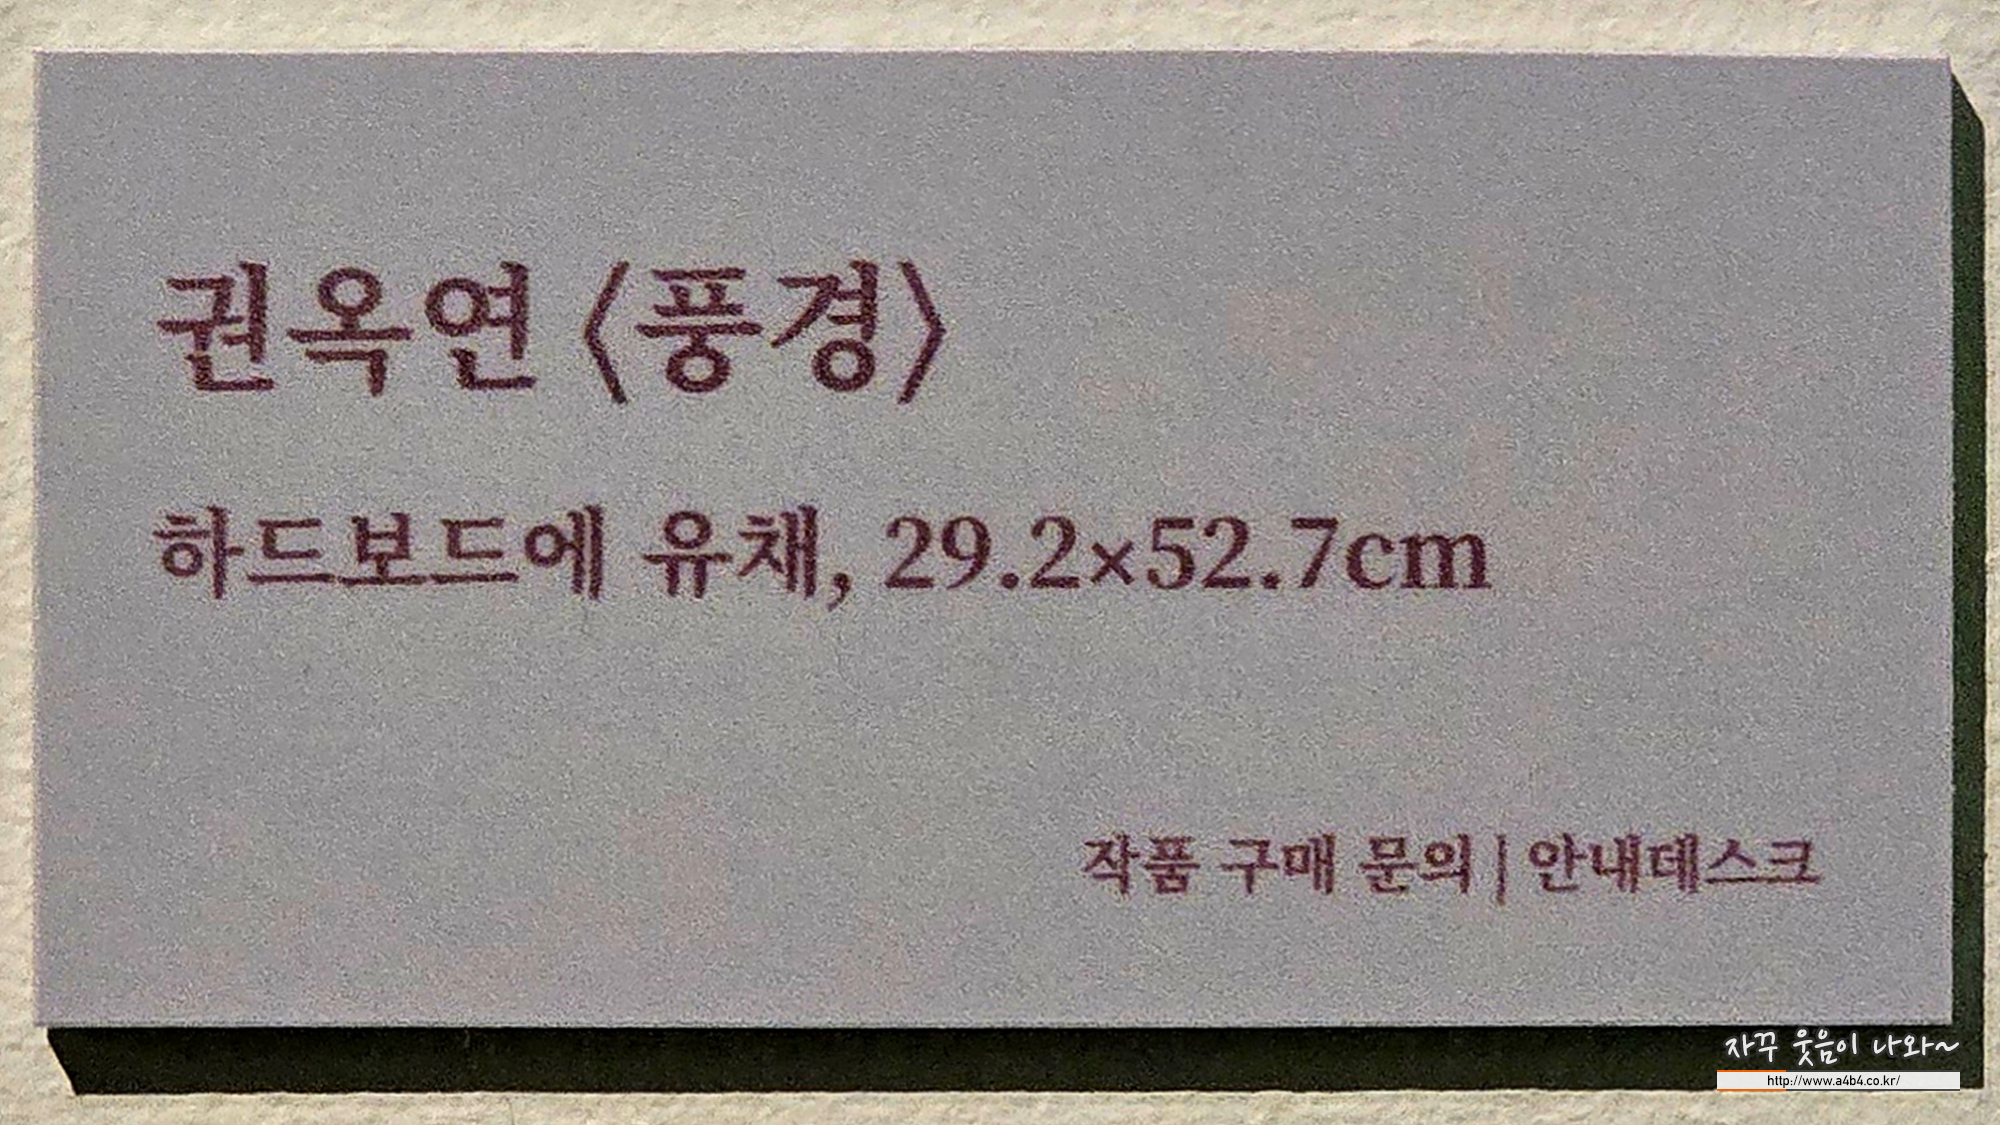 권옥연 〈풍경〉
하드보드에 유채, 29.2×52.7cm
작품 구매 문의 | 안내데스크
자꾸 웃음이 나와~
http://www.a4b4.co.kr/